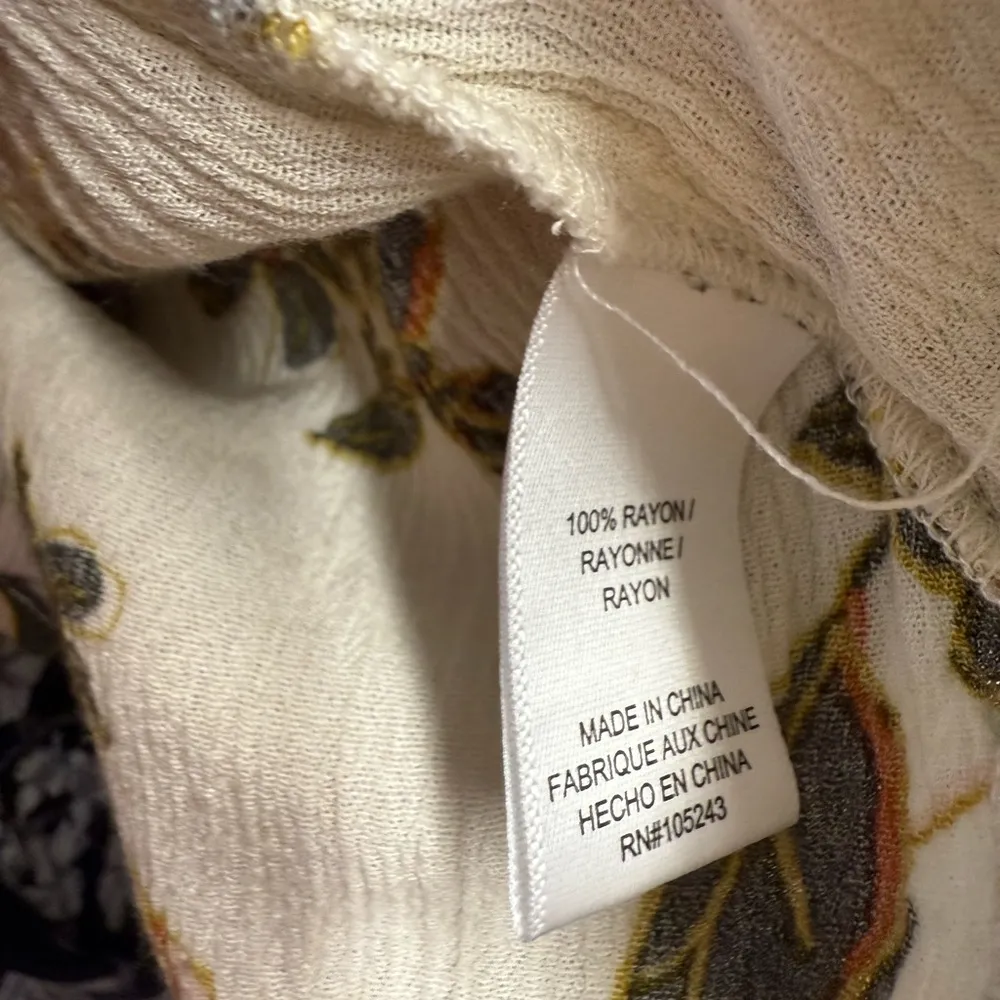 100% RAYON /
RAYONNE /
RAYON
MADE IN CHINA
FABRIQUE AUX CHINE
HECHO EN CHINA
RN#105243